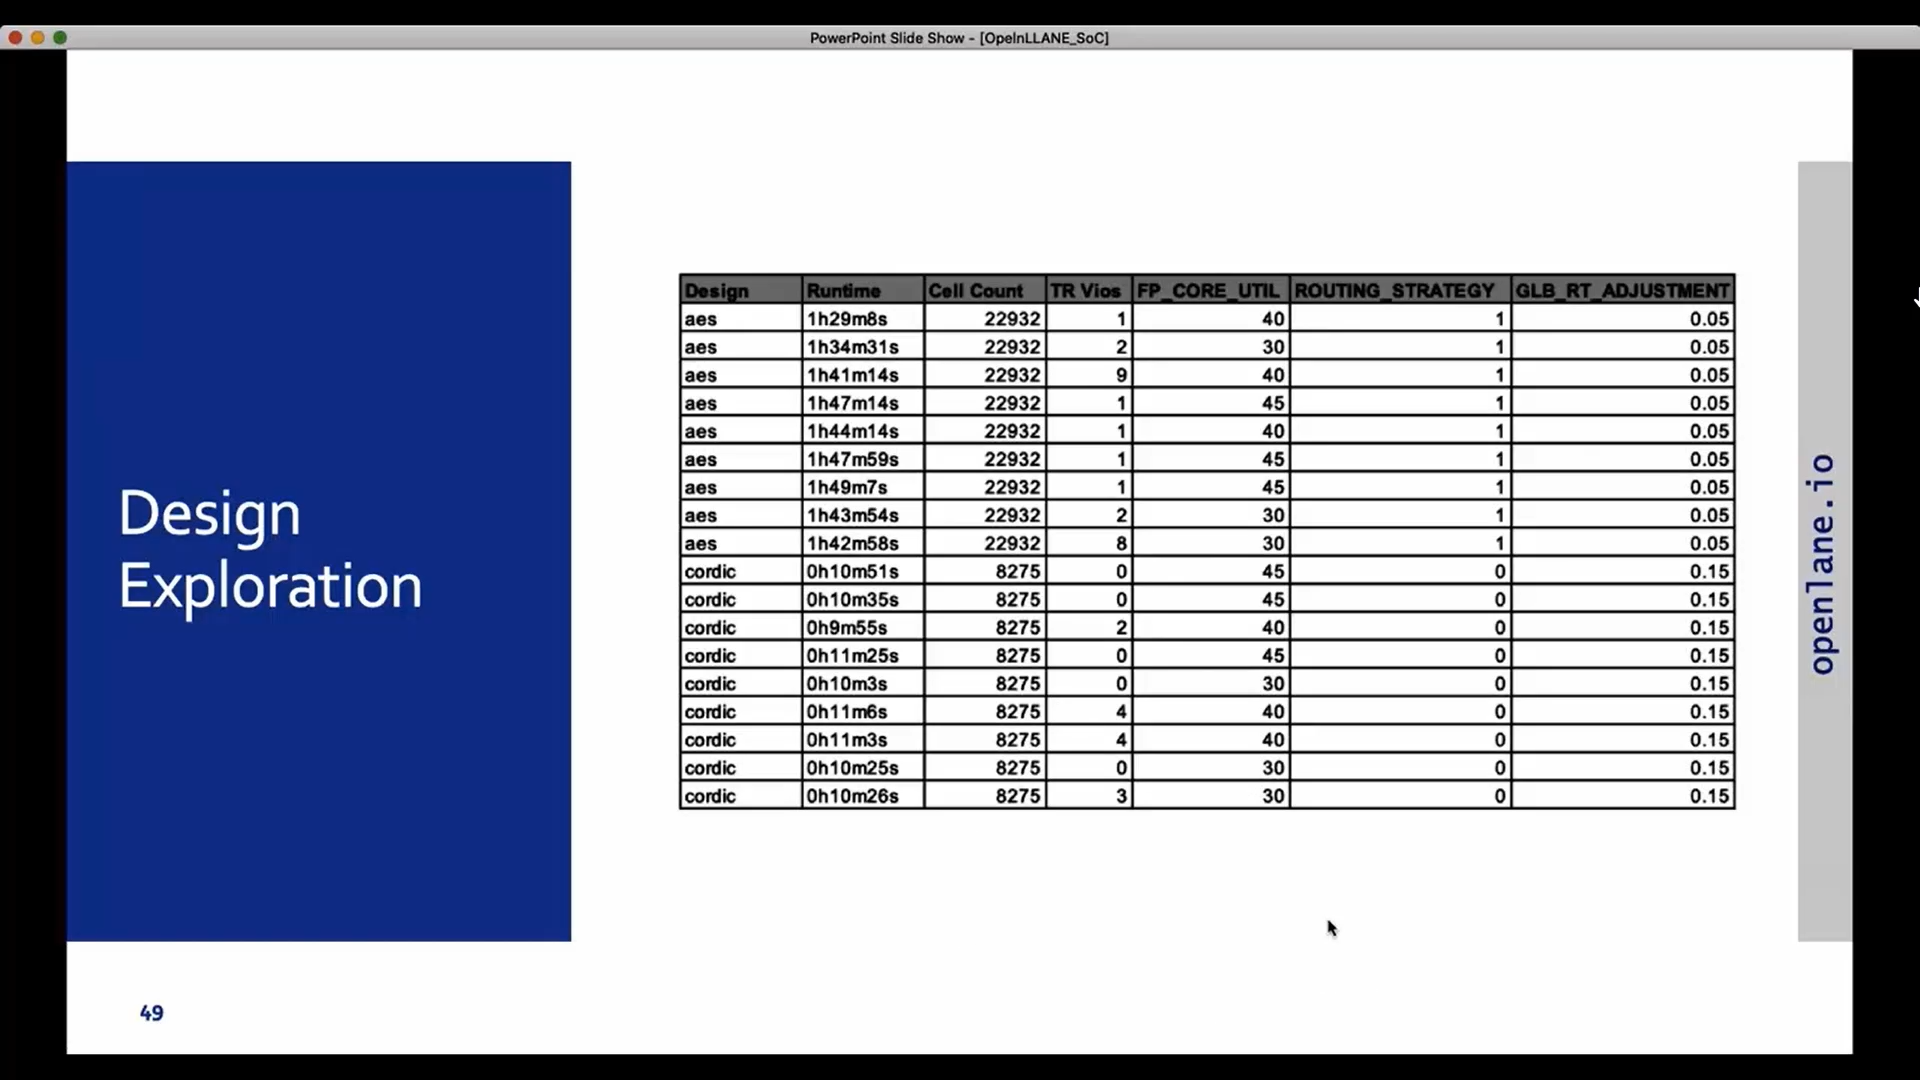 PowerPoint Slide Show - [OpeInLLANE_SoC]
Design
Exploration
Design Runtime Cell Count TR Vios FP_CORE_UTIL ROUTING_STRATEGY GLB_RT_ADJUSTMENT
aes 1h29m8s 22932 1 40 1 0.05
aes 1h34m31s 22932 2 30 1 0.05
aes 1h41m14s 22932 9 40 1 0.05
aes 1h47m14s 22932 1 45 1 0.05
aes 1h44m14s 22932 1 40 1 0.05
aes 1h47m59s 22932 1 45 1 0.05
aes 1h49m7s 22932 1 45 1 0.05
aes 1h43m54s 22932 2 30 1 0.05
aes 1h42m58s 22932 8 30 1 0.05
cordic 0h10m51s 8275 0 45 0 0.15
cordic 0h10m35s 8275 0 45 0 0.15
cordic 0h9m55s 8275 2 40 0 0.15
cordic 0h11m25s 8275 0 45 0 0.15
cordic 0h10m3s 8275 0 30 0 0.15
cordic 0h11m6s 8275 4 40 0 0.15
cordic 0h11m3s 8275 4 40 0 0.15
cordic 0h10m25s 8275 0 30 0 0.15
cordic 0h10m26s 8275 3 30 0 0.15
openlane.io
49